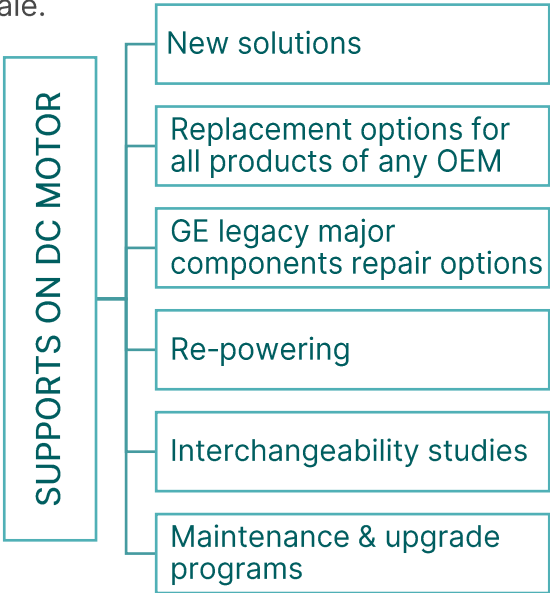 SUPPORTS ON DC MOTOR
New solutions
Replacement options for
all products of any OEM
GE legacy major
components repair options
Re-powering
Interchangeability studies
Maintenance & upgrade
programs